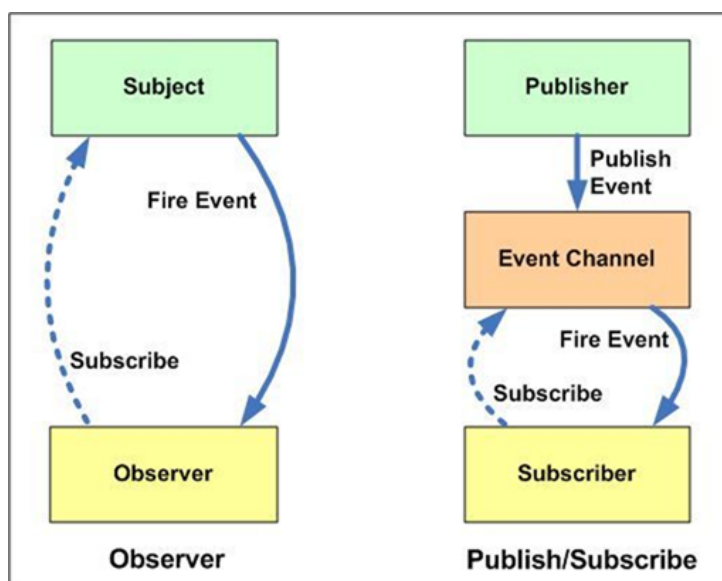 Subject
Fire Event
Subscribe
Observer
Observer
Publisher
Publish
Event
Event Channel
Fire Event
Subscribe
Subscriber
Publish/Subscribe